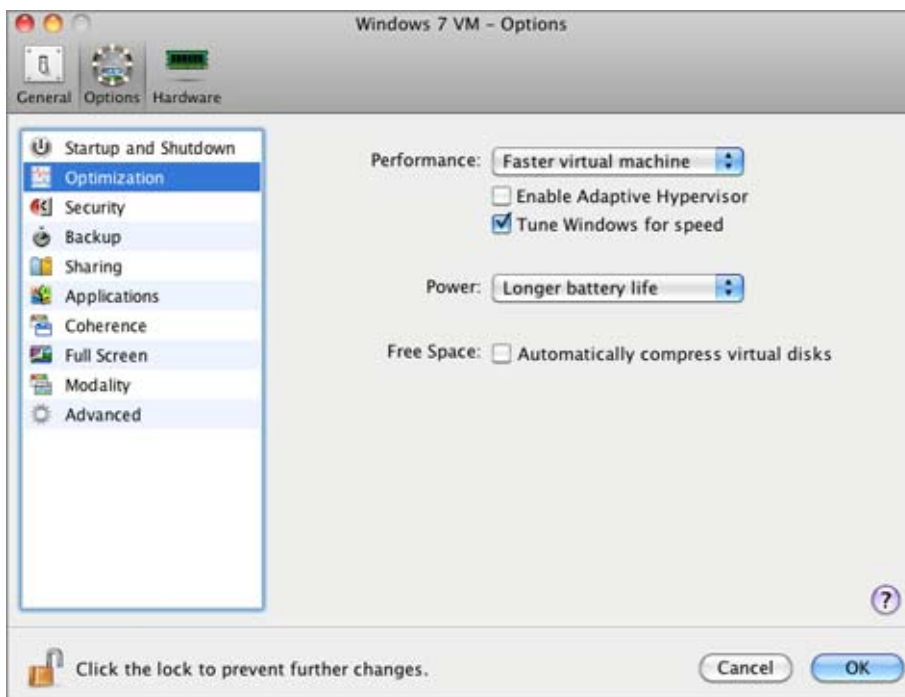 Windows 7 VM – Options
General Options Hardware
Startup and Shutdown
Optimization
Security
Backup
Sharing
Applications
Coherence
Full Screen
Modality
Advanced
Performance: Faster virtual machine
Enable Adaptive Hypervisor
Tune Windows for speed
Power: Longer battery life
Free Space: Automatically compress virtual disks
?
Click the lock to prevent further changes.
Cancel OK